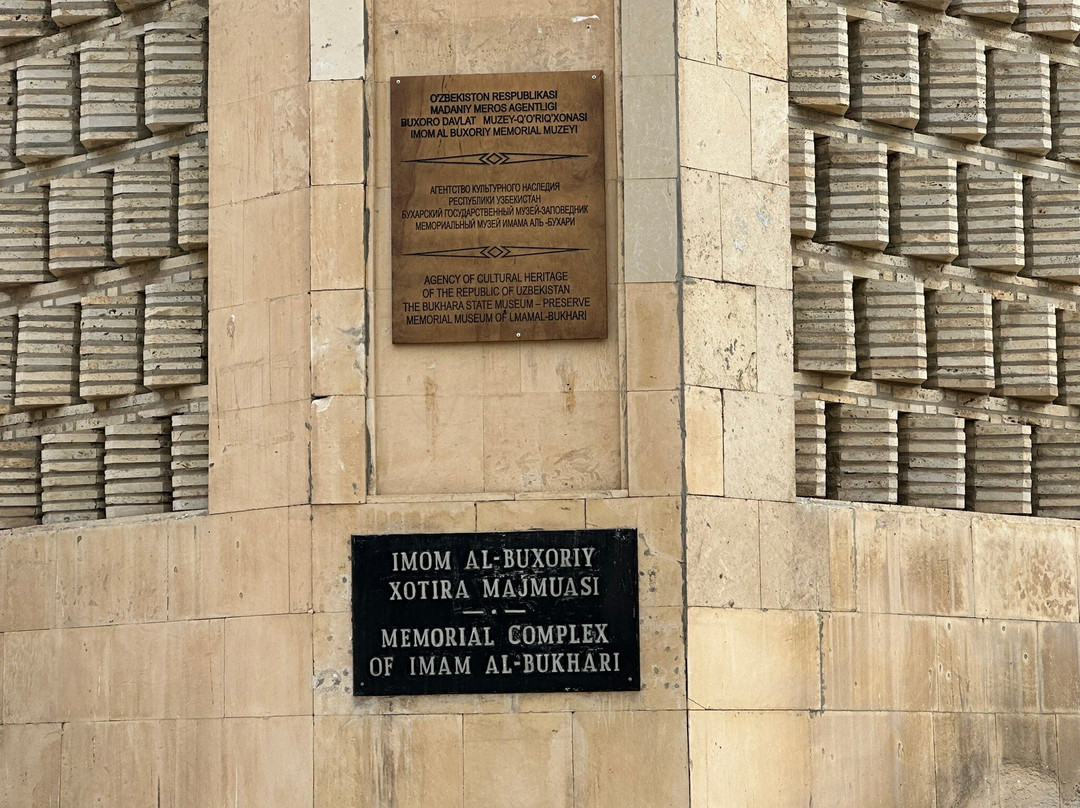 O'ZBEKISTON RESPUBLIKASI
MADANIY MEROS AGENTLIGI
BUXORO DAVLAT MUZEY-Q'O'RIQ'XONASI
IMOM AL BUXORIY MEMORIAL MUZEYI
АГЕНТСТВО КУЛЬТУРНОГО НАСЛЕДИЯ
РЕСПУБЛИКИ УЗБЕКИСТАН
БУХАРСКИЙ ГОСУДАРСТВЕННЫЙ МУЗЕЙ-ЗАПОВЕДНИК
МЕМОРИАЛЬНЫЙ МУЗЕЙ ИМАМА АЛЬ -БУХАРИ
AGENCY OF CULTURAL HERITAGE
OF THE REPUBLIC OF UZBEKISTAN
THE BUKHARA STATE MUSEUM – PRESERVE
MEMORIAL MUSEUM OF LMAMAL-BUKHARI
IMOM AL-BUXORIY
XOTIRA MAJMUASI
MEMORIAL COMPLEX
OF IMAM AL-BUKHARI